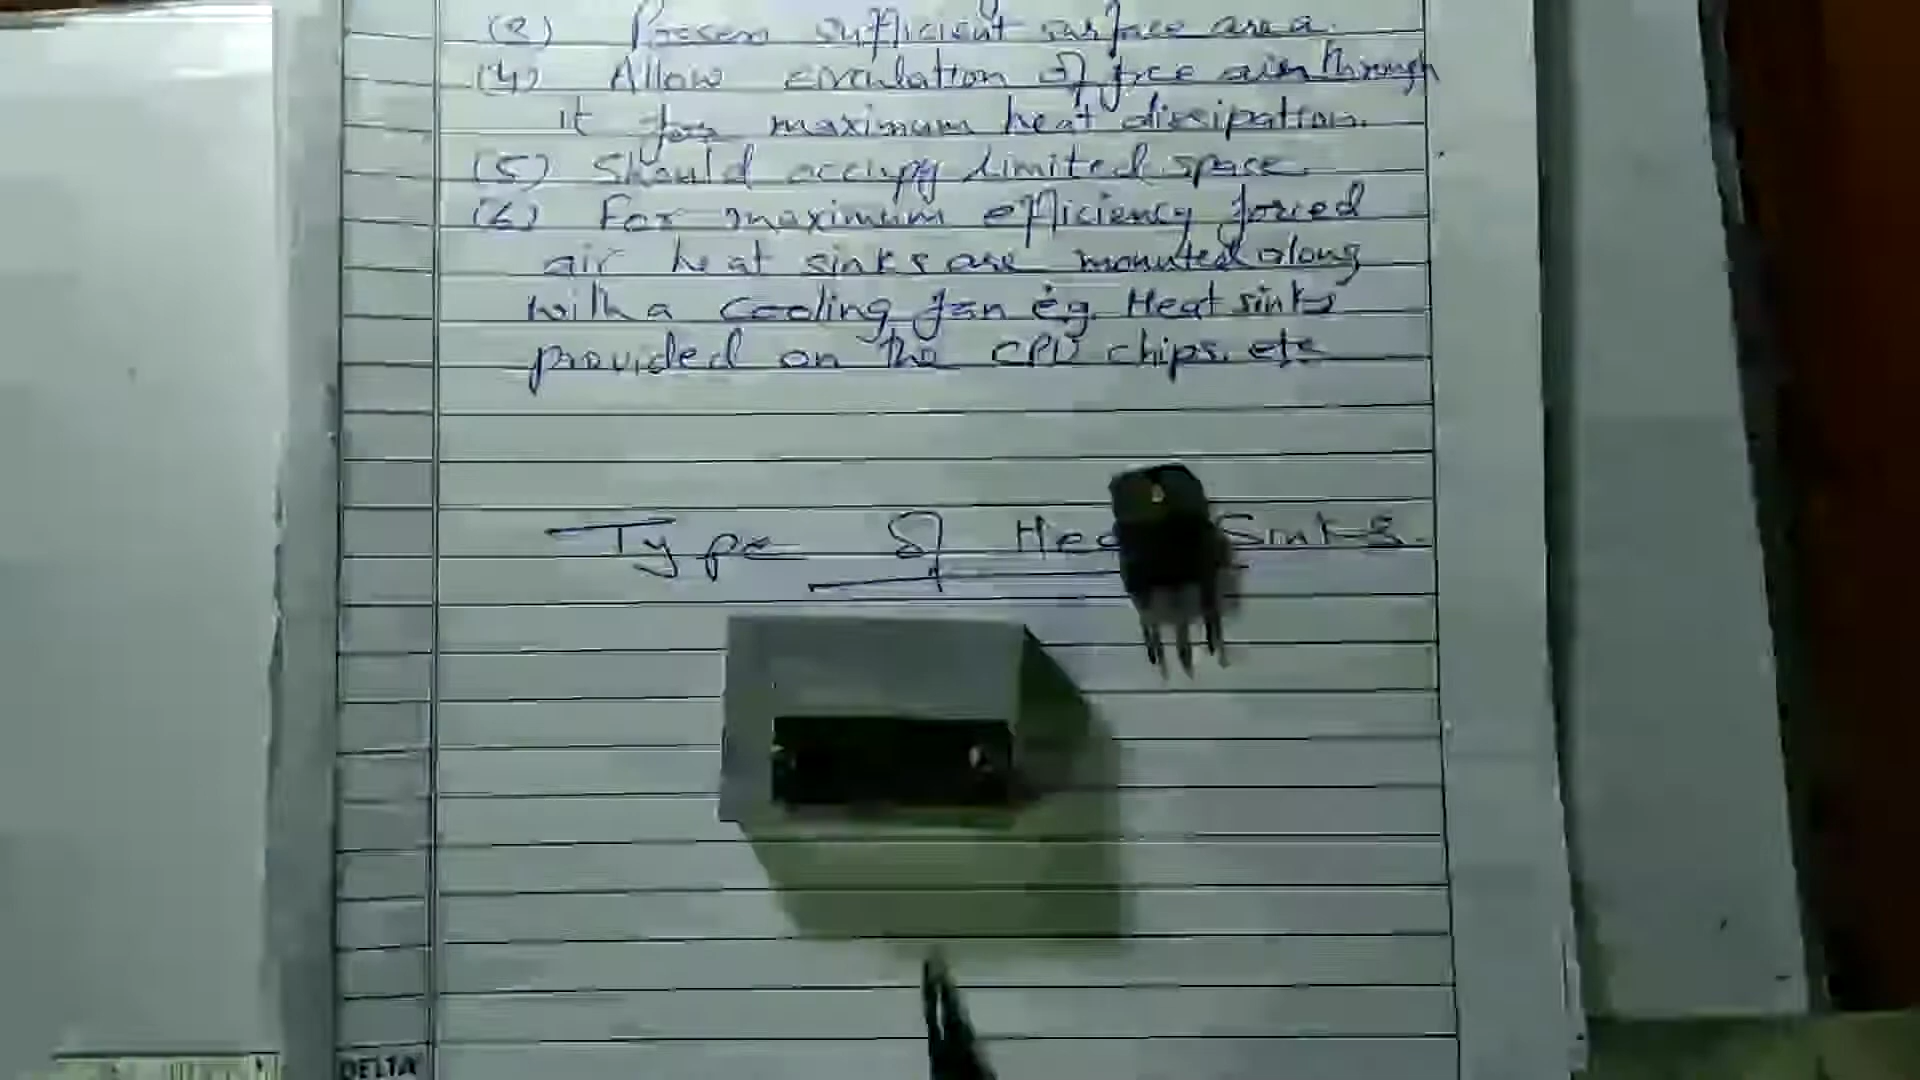 (3) Possess sufficient surface area.
(4) Allow circulation of free air through
it for maximum heat dissipation.
(5) Should occupy limited space.
(6) For maximum efficiency forced
air heat sinks are monuted along
with a cooling fan eg. Heat sinks
provided on the CPU chips. etc
Type of Hea Sinks.
DELTA